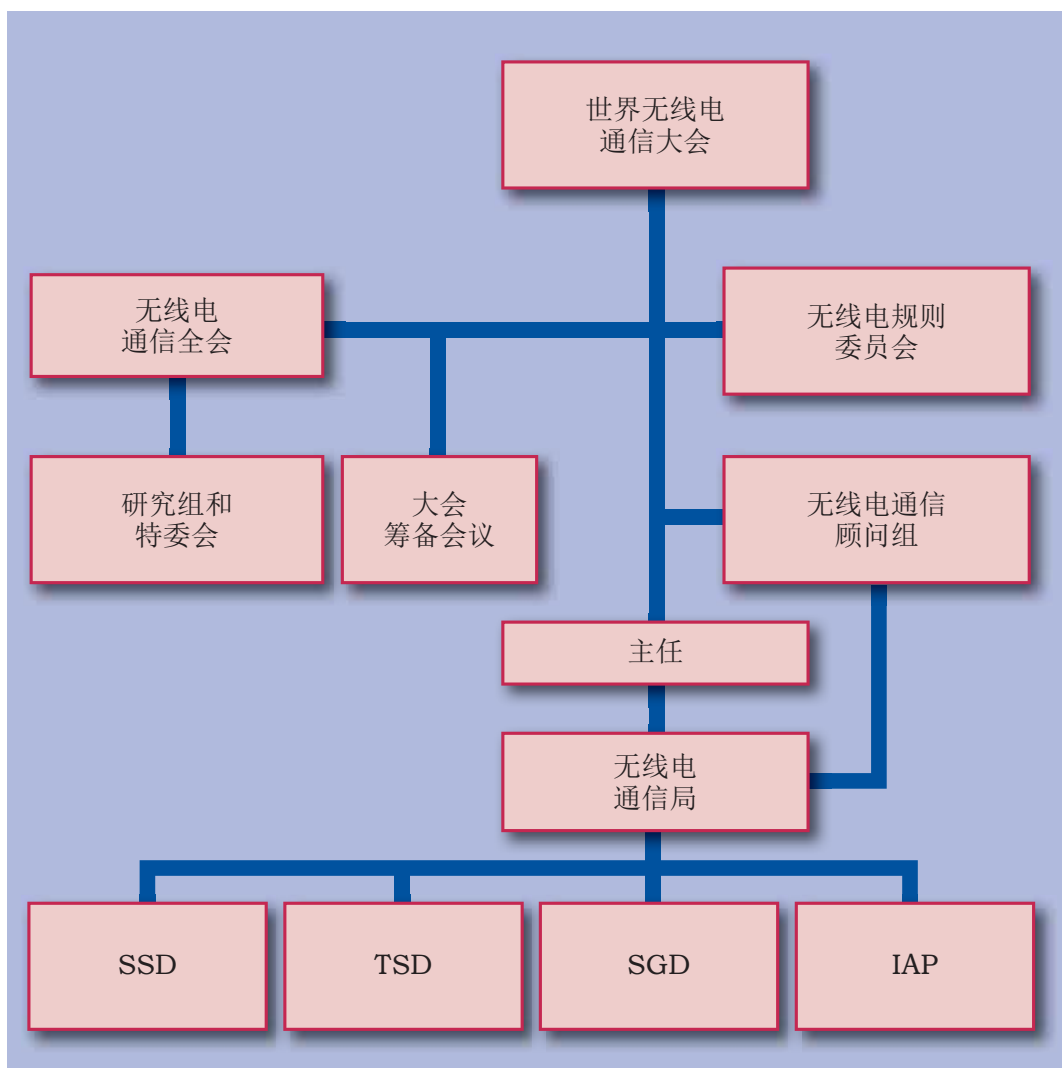 世界无线电
通信大会
无线电
通信全会
无线电规则
委员会
研究组和
特委会
大会
筹备会议
无线电通信
顾问组
主任
无线电
通信局
SSD
TSD
SGD
IAP